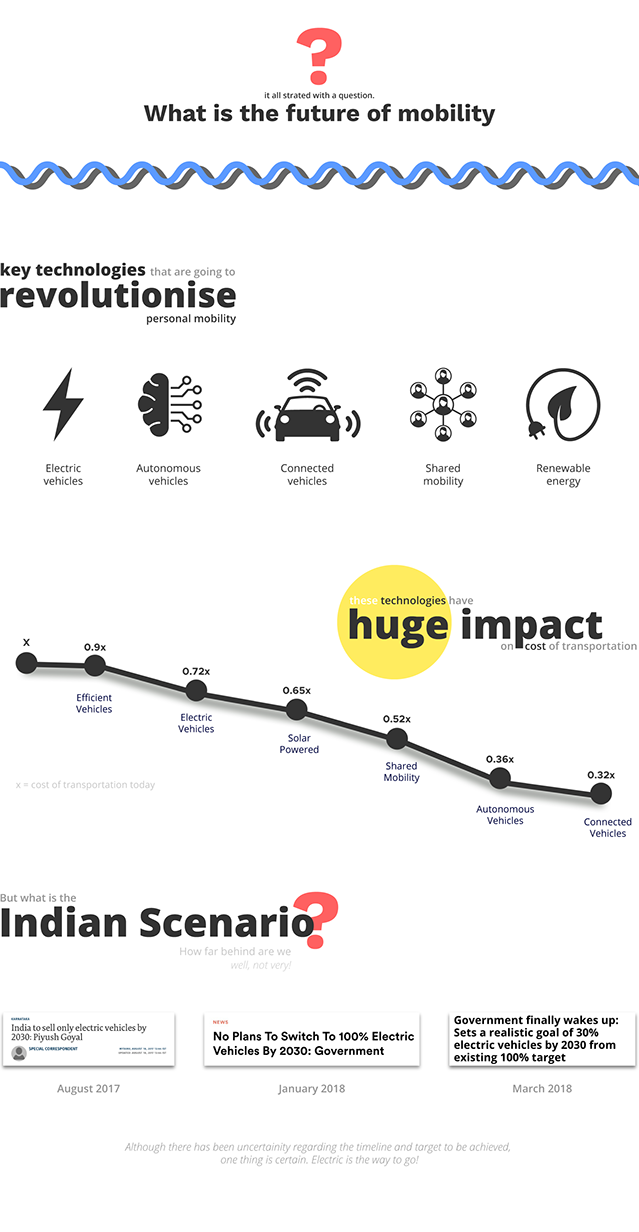 ?
it all strated with a question.
What is the future of mobility
key technologies that are going to
revolutionise
personal mobility
Electric
vehicles
Autonomous
vehicles
Connected
vehicles
Shared
mobility
Renewable
energy
these technologies have
huge impact
on cost of transportation
X
0.9x
Efficient
Vehicles
0.72x
Electric
Vehicles
0.65x
Solar
Powered
0.52x
Shared
Mobility
0.36x
Autonomous
Vehicles
0.32x
Connected
Vehicles
x = cost of transportation today
But what is the
Indian Scenario?
How far behind are we
well, not very!
KARNATAKA
India to sell only electric vehicles by
2030: Piyush Goyal
SPECIAL CORRESPONDENT
August 2017
NEWS
No Plans To Switch To 100% Electric
Vehicles By 2030: Government
January 2018
Government finally wakes up:
Sets a realistic goal of 30%
electric vehicles by 2030 from
existing 100% target
March 2018
Although there has been uncertainity regarding the timeline and target to be achieved,
one thing is certain. Electric is the way to go!